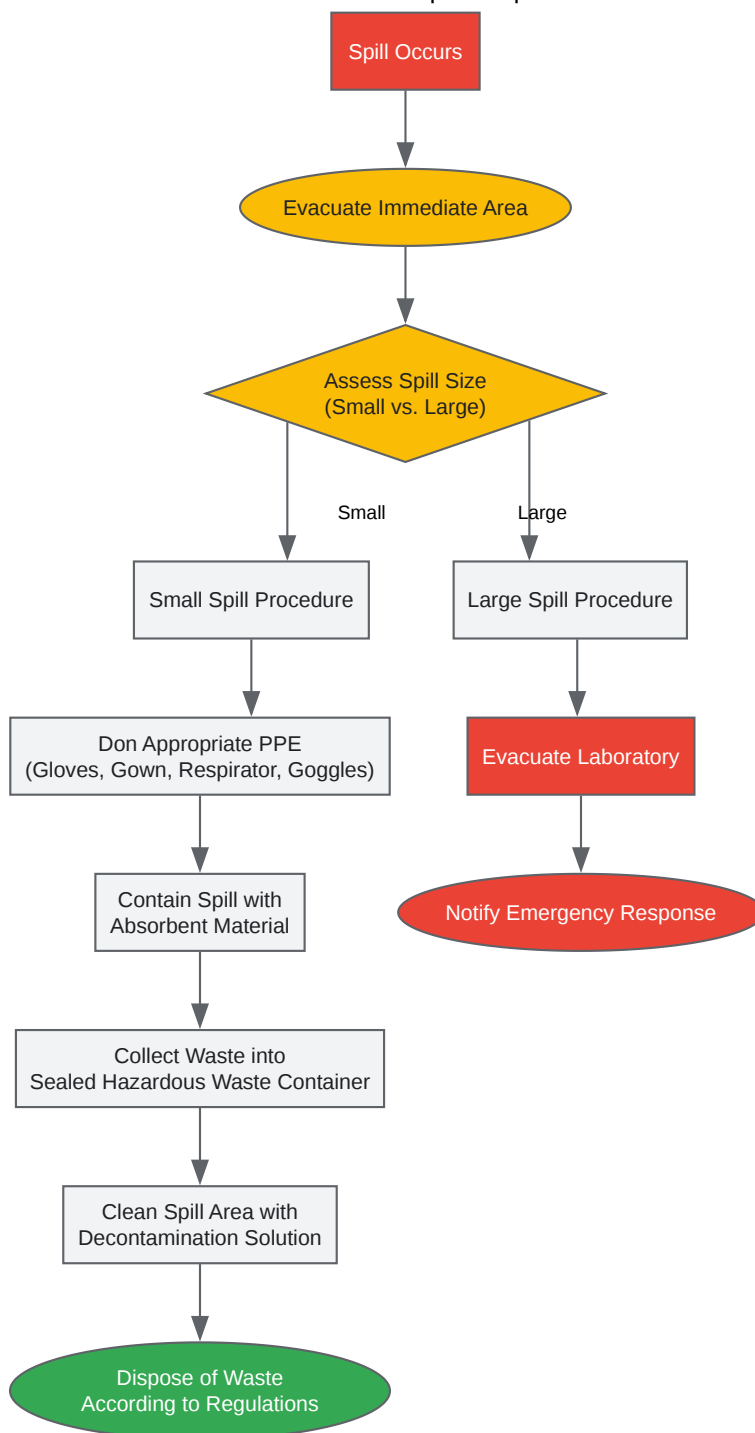 Spill Occurs
Evacuate Immediate Area
Assess Spill Size
(Small vs. Large)
Small
Large
Small Spill Procedure
Large Spill Procedure
Don Appropriate PPE
(Gloves, Gown, Respirator, Goggles)
Evacuate Laboratory
Contain Spill with
Absorbent Material
Notify Emergency Response
Collect Waste into
Sealed Hazardous Waste Container
Clean Spill Area with
Decontamination Solution
Dispose of Waste
According to Regulations